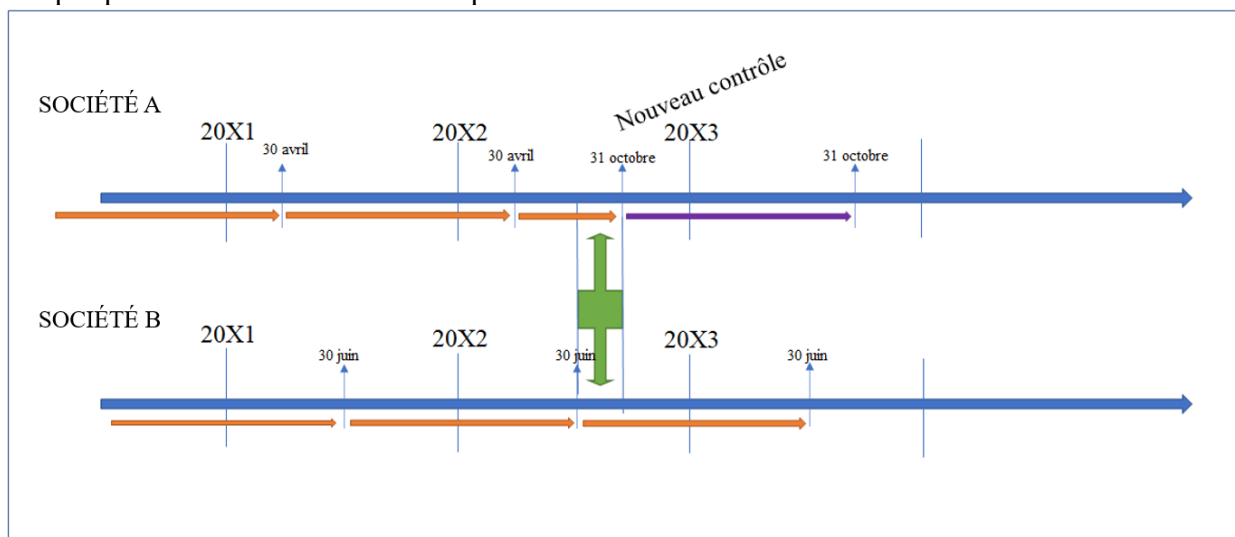 Nouveau contrôle
SOCIÉTÉ A
20X1
20X2
20X3
30 avril
30 avril
31 octobre
31 octobre
SOCIÉTÉ B
20X1
20X2
20X3
30 juin
30 juin
30 juin